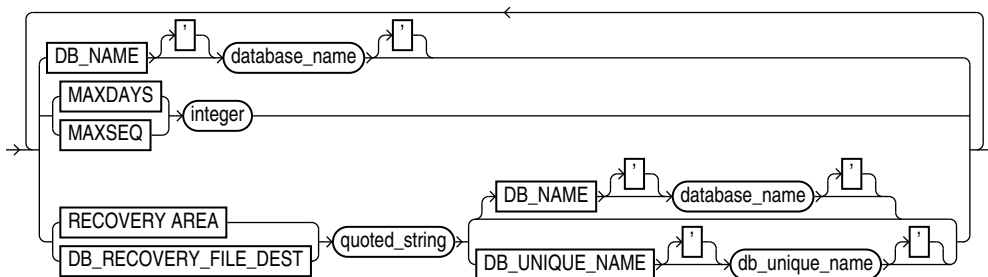 DB_NAME ' database_name '
MAXDAYS
MAXSEQ
integer
RECOVERY AREA
DB_RECOVERY_FILE_DEST
quoted_string
DB_NAME ' database_name '
DB_UNIQUE_NAME ' db_unique_name '